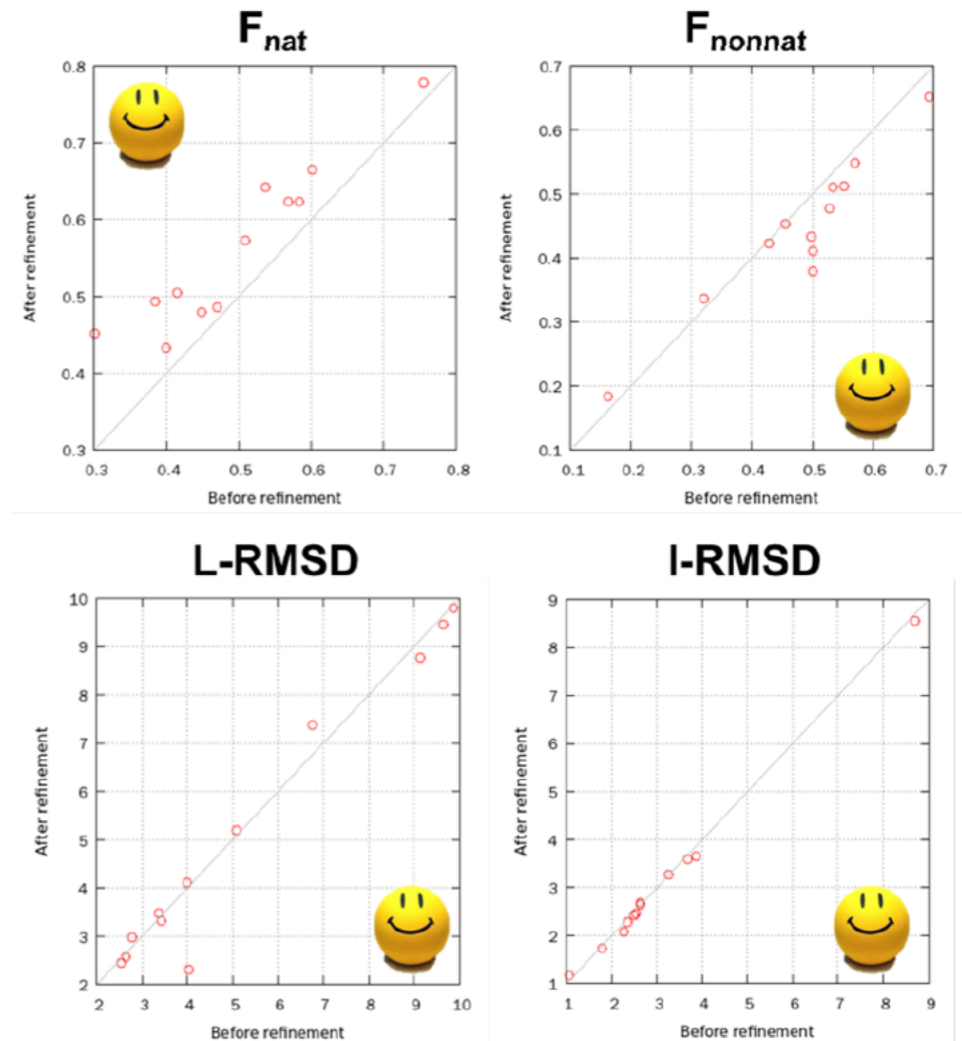 F_nat
F_nonnat
0.8
0.7
0.6
0.5
0.4
0.3
After refinement
0.3 0.4 0.5 0.6 0.7 0.8
Before refinement
0.7
0.6
0.5
0.4
0.3
0.2
0.1
After refinement
0.1 0.2 0.3 0.4 0.5 0.6 0.7
Before refinement
L-RMSD
I-RMSD
10
9
8
7
6
5
4
3
2
After refinement
2 3 4 5 6 7 8 9 10
Before refinement
9
8
7
6
5
4
3
2
1
After refinement
1 2 3 4 5 6 7 8 9
Before refinement